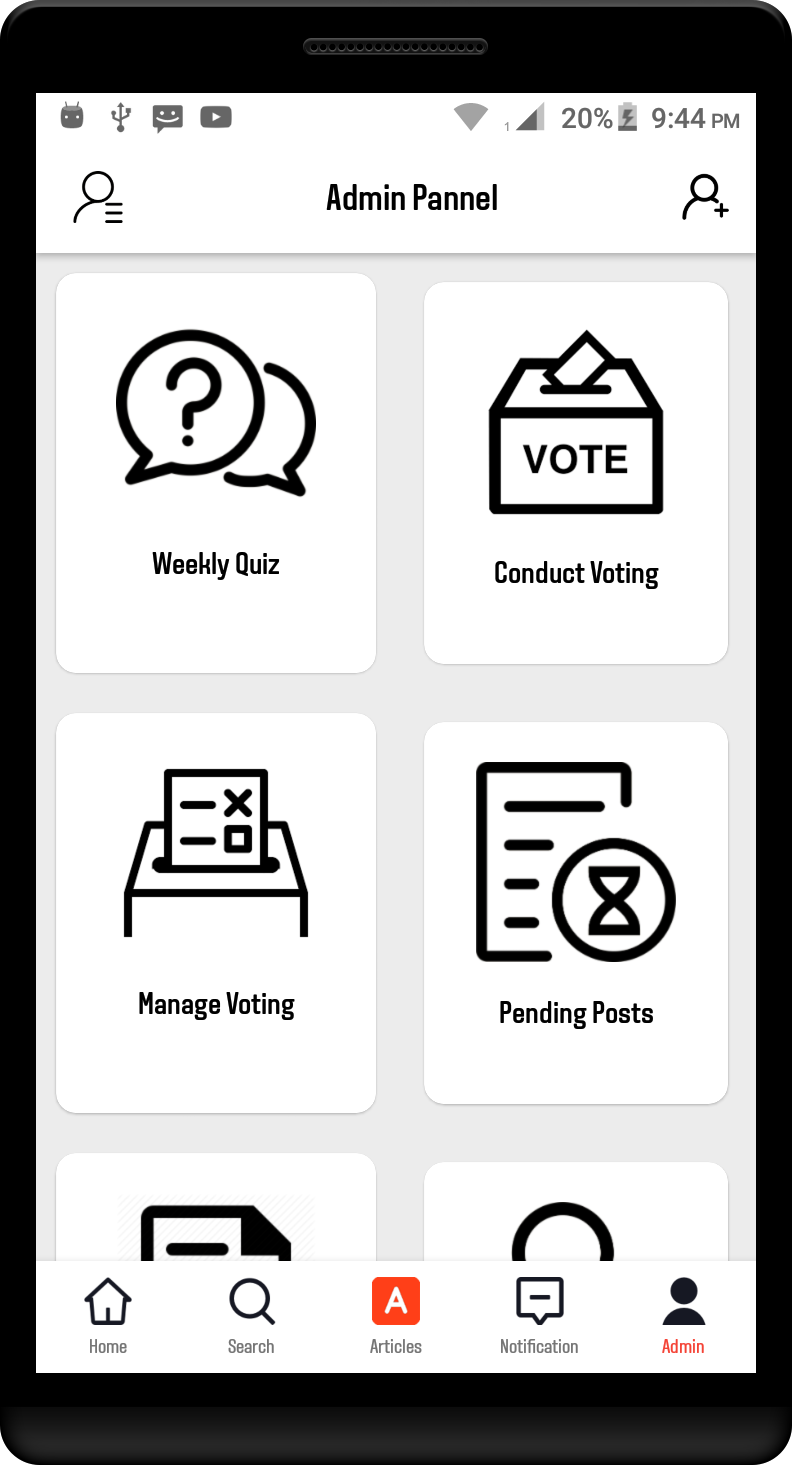 1 20% 9:44 PM
Admin Pannel
?
VOTE
Weekly Quiz
Conduct Voting
Manage Voting
Pending Posts
A
Home Search Articles Notification Admin